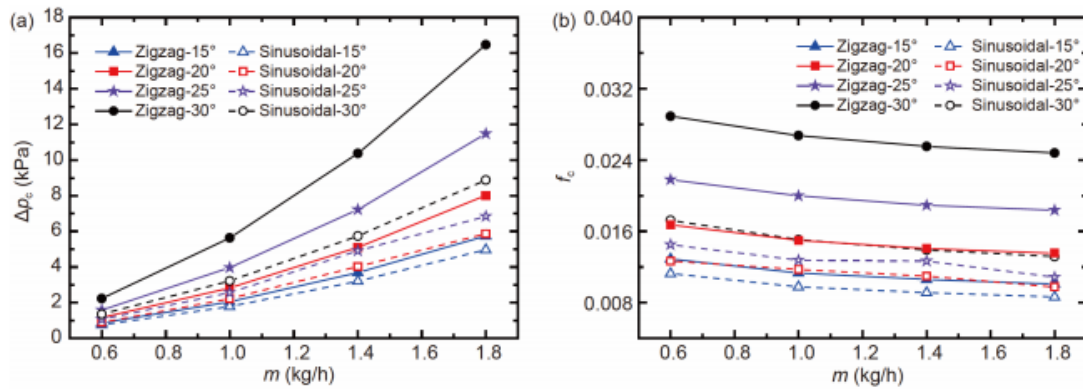 (a)
18
16
14
12
10
8
6
4
2
0
Δp_c (kPa)
Zigzag-15° Sinusoidal-15°
Zigzag-20° Sinusoidal-20°
Zigzag-25° Sinusoidal-25°
Zigzag-30° Sinusoidal-30°
0.6 0.8 1.0 1.2 1.4 1.6 1.8
m (kg/h)
(b)
0.040
0.032
0.024
0.016
0.008
f_c
Zigzag-15° Sinusoidal-15°
Zigzag-20° Sinusoidal-20°
Zigzag-25° Sinusoidal-25°
Zigzag-30° Sinusoidal-30°
0.6 0.8 1.0 1.2 1.4 1.6 1.8
m (kg/h)